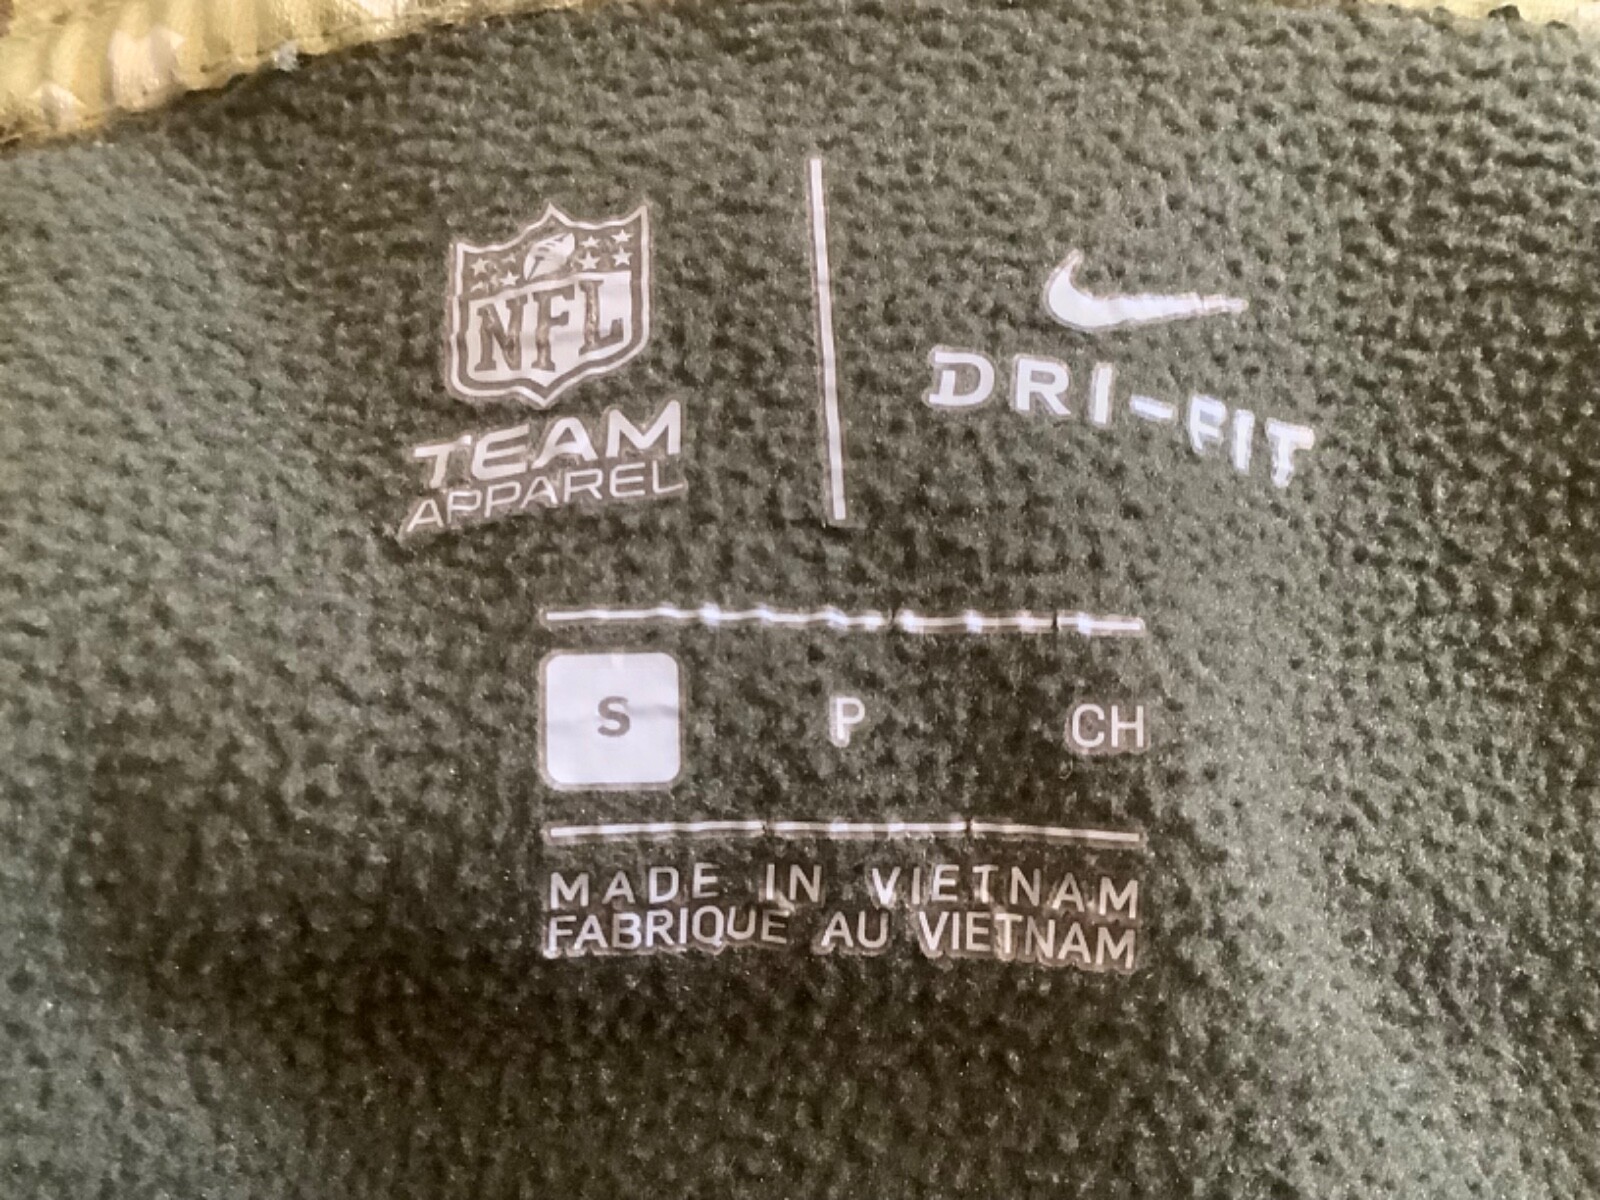 NFL
TEAM
APPAREL
DRI-FIT
S P CH
MADE IN VIETNAM
FABRIQUE AU VIETNAM